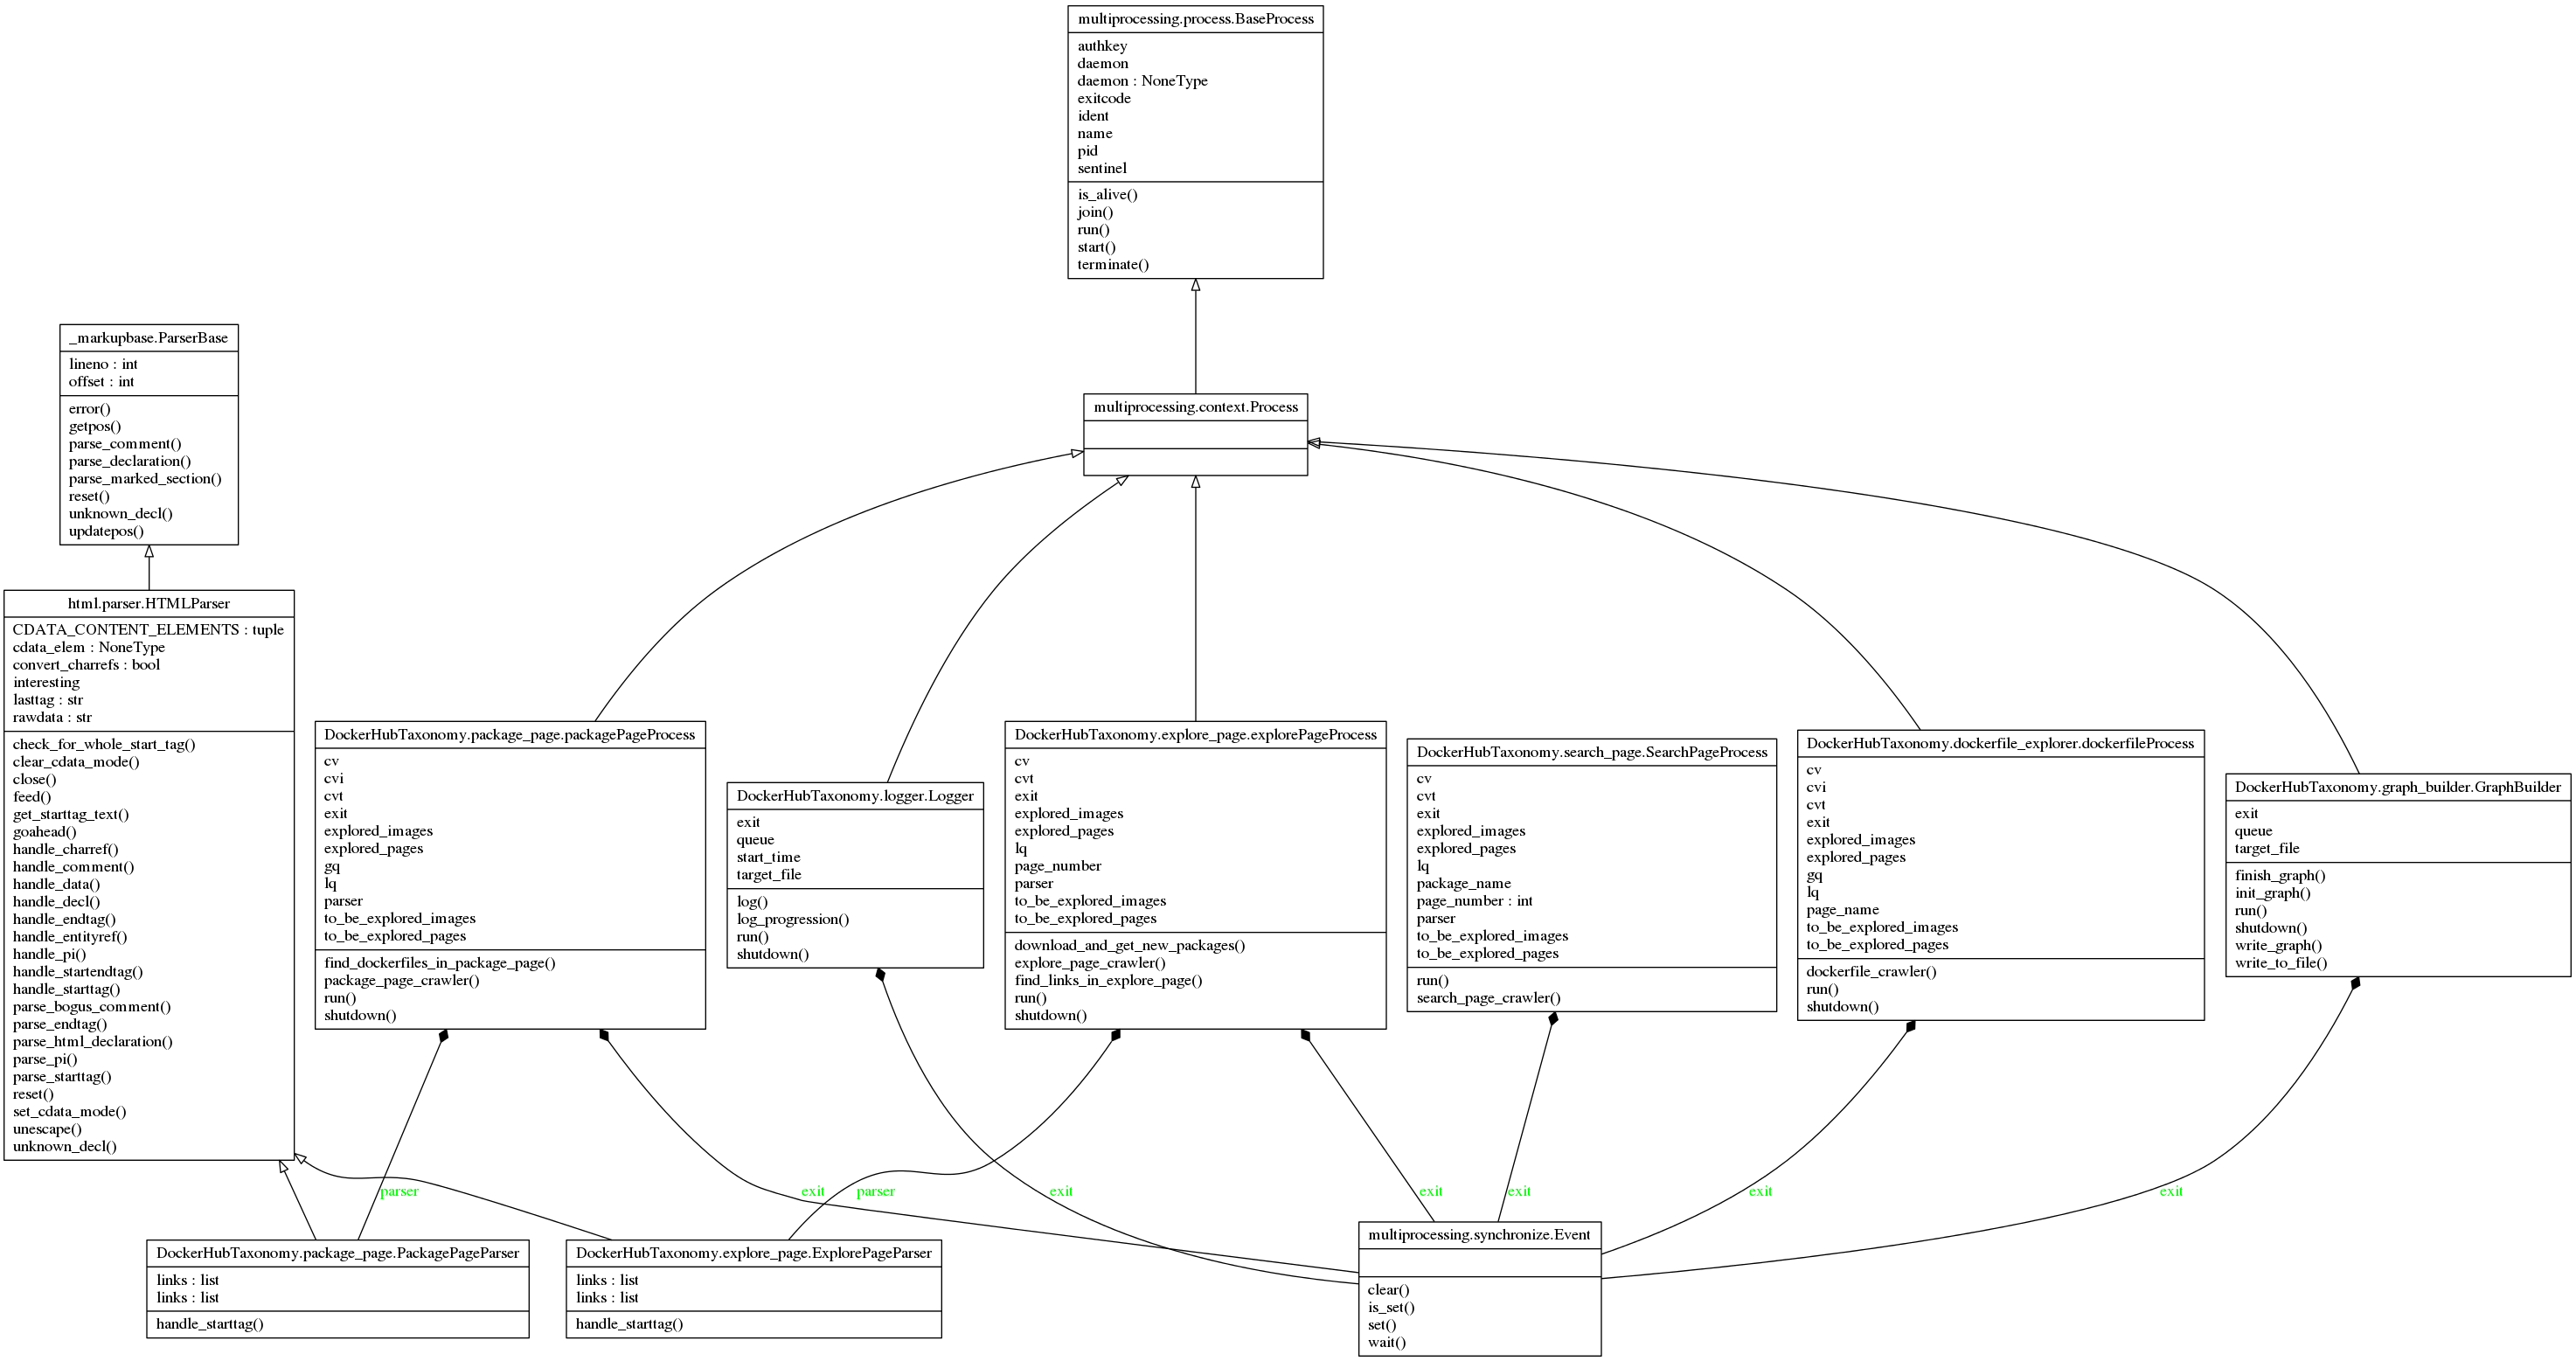 multiprocessing.process.BaseProcess
authkey
daemon
daemon : NoneType
exitcode
ident
name
pid
sentinel
is_alive()
join()
run()
start()
terminate()
_markupbase.ParserBase
lineno : int
offset : int
error()
getpos()
parse_comment()
parse_declaration()
parse_marked_section()
reset()
unknown_decl()
updatepos()
multiprocessing.context.Process
html.parser.HTMLParser
CDATA_CONTENT_ELEMENTS : tuple
cdata_elem : NoneType
convert_charrefs : bool
interesting
lasttag : str
rawdata : str
check_for_whole_start_tag()
clear_cdata_mode()
close()
feed()
get_starttag_text()
goahead()
handle_charref()
handle_comment()
handle_data()
handle_decl()
handle_endtag()
handle_entityref()
handle_pi()
handle_startendtag()
handle_starttag()
parse_bogus_comment()
parse_endtag()
parse_html_declaration()
parse_pi()
parse_starttag()
reset()
set_cdata_mode()
unescape()
unknown_decl()
DockerHubTaxonomy.package_page.packagePageProcess
cv
cvi
cvt
exit
explored_images
explored_pages
gq
lq
parser
to_be_explored_images
to_be_explored_pages
find_dockerfiles_in_package_page()
package_page_crawler()
run()
shutdown()
DockerHubTaxonomy.logger.Logger
exit
queue
start_time
target_file
log()
log_progression()
run()
shutdown()
DockerHubTaxonomy.explore_page.explorePageProcess
cv
cvt
exit
explored_images
explored_pages
lq
page_number
parser
to_be_explored_images
to_be_explored_pages
download_and_get_new_packages()
explore_page_crawler()
find_links_in_explore_page()
run()
shutdown()
DockerHubTaxonomy.search_page.SearchPageProcess
cv
cvt
exit
explored_images
explored_pages
lq
package_name
page_number : int
parser
to_be_explored_images
to_be_explored_pages
run()
search_page_crawler()
DockerHubTaxonomy.dockerfile_explorer.dockerfileProcess
cv
cvi
cvt
exit
explored_images
explored_pages
gq
lq
page_name
to_be_explored_images
to_be_explored_pages
dockerfile_crawler()
run()
shutdown()
DockerHubTaxonomy.graph_builder.GraphBuilder
exit
queue
target_file
finish_graph()
init_graph()
run()
shutdown()
write_graph()
write_to_file()
parser
exit
parser
exit
exit
exit
exit
exit
DockerHubTaxonomy.package_page.PackagePageParser
links : list
links : list
handle_starttag()
DockerHubTaxonomy.explore_page.ExplorePageParser
links : list
links : list
handle_starttag()
multiprocessing.synchronize.Event
clear()
is_set()
set()
wait()